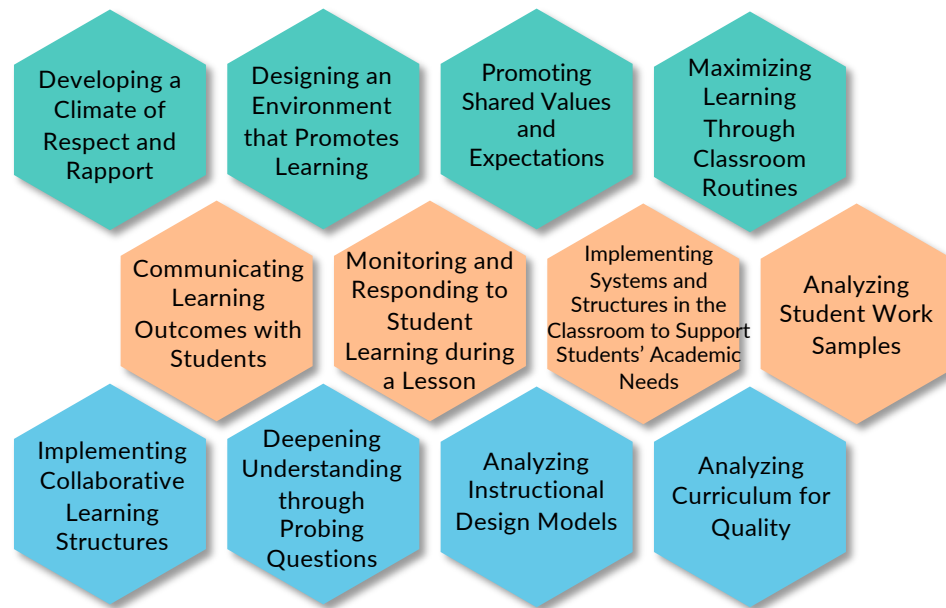 Developing a
Climate of
Respect and
Rapport
Designing an
Environment
that Promotes
Learning
Promoting
Shared Values
and
Expectations
Maximizing
Learning
Through
Classroom
Routines
Communicating
Learning
Outcomes with
Students
Monitoring and
Responding to
Student
Learning during
a Lesson
Implementing
Systems and
Structures in the
Classroom to Support
Students’ Academic
Needs
Analyzing
Student Work
Samples
Implementing
Collaborative
Learning
Structures
Deepening
Understanding
through
Probing
Questions
Analyzing
Instructional
Design Models
Analyzing
Curriculum for
Quality